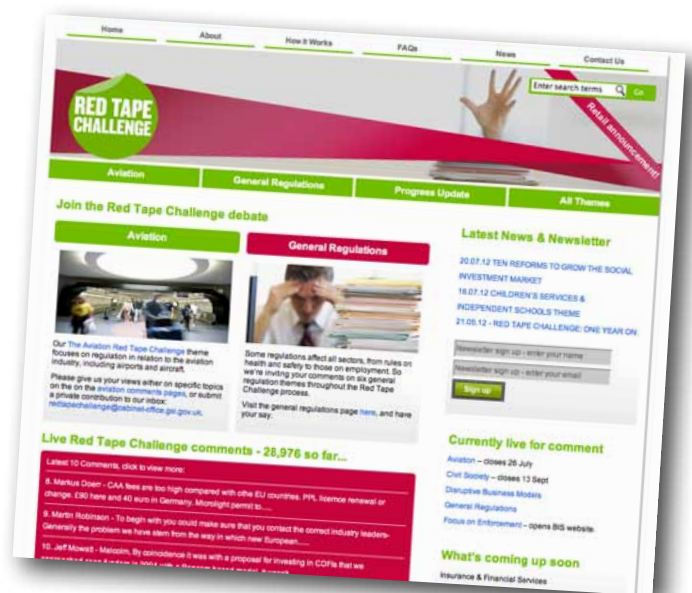 Home
About
How it Works
FAQs
News
Contact Us
Enter search terms
Go
Retail announcement!
RED TAPE
CHALLENGE
Aviation
General Regulations
Progress Update
All Themes
Join the Red Tape Challenge debate
Aviation
Our The Aviation Red Tape Challenge theme
focuses on regulation in relation to the aviation
industry, including airports and aircraft.
Please give us your views either on specific topics
on the on the aviation comments pages, or submit
a private contribution to our inbox:
redtapechallenge@cabinet-office.gsi.gov.uk.
General Regulations
Some regulations affect all sectors, from rules on
health and safety to those on employment. So
we're inviting your comments on six general
regulation themes throughout the Red Tape
Challenge process.
Visit the general regulations page here, and have
your say.
Latest News & Newsletter
20.07.12 TEN REFORMS TO GROW THE SOCIAL
INVESTMENT MARKET
16.07.12 CHILDREN'S SERVICES &
INDEPENDENT SCHOOLS THEME
21.05.12 - RED TAPE CHALLENGE: ONE YEAR ON
Newsletter sign up - enter your name
Newsletter sign up - enter your email
Sign up
Live Red Tape Challenge comments - 28,976 so far...
Latest 10 Comments, click to view more:
8. Markus Doerr - CAA fees are too high compared with othe EU countries. PPL licence renewal or
change. £90 here and 40 euro in Germany. Microlight permit to.....
9. Martin Robinson - To begin with you could make sure that you contact the correct industry leaders-
Generally the problem we have stem from the way in which new European.....
10. Jeff Mowatt - Malcolm, By coincidence it was with a proposal for investing in CDFIs that we
Currently live for comment
Aviation – closes 26 July
Civil Society – closes 13 Sept
Disruptive Business Models
General Regulations
Focus on Enforcement – opens BIS website.
What's coming up soon
Insurance & Financial Services